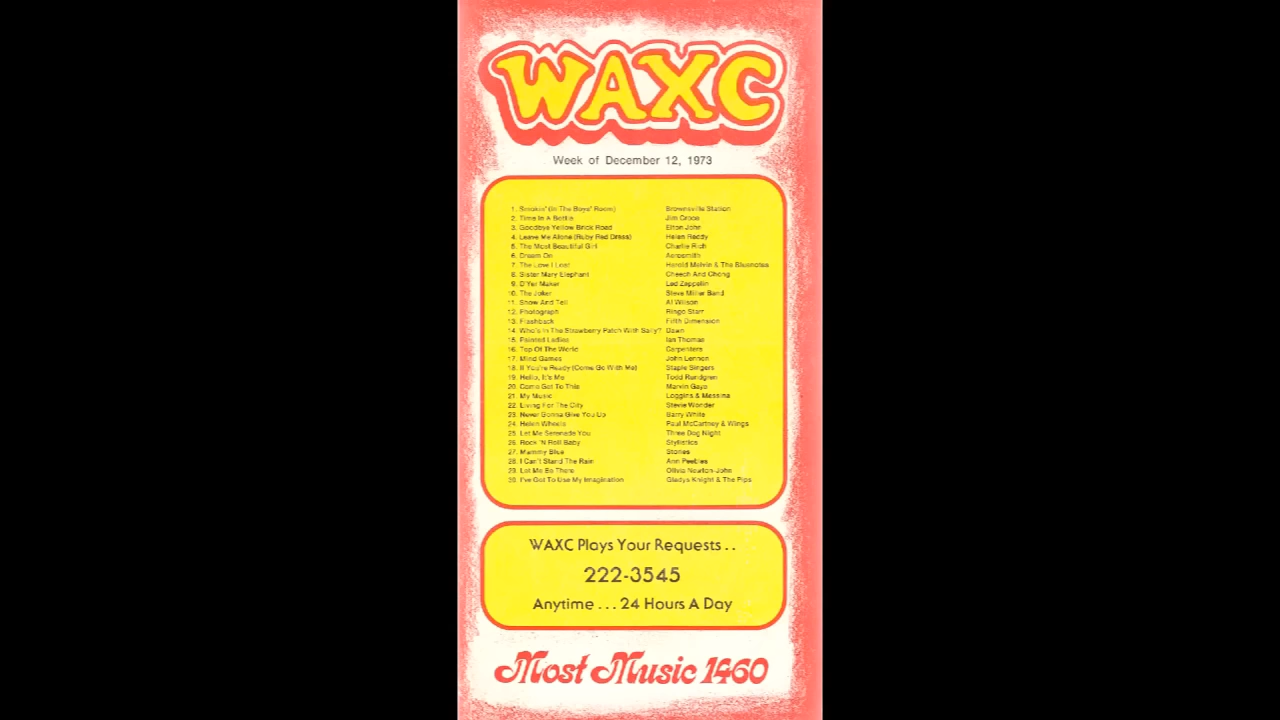 WAXC
Week of December 12, 1973
1. Smokin' (In The Boys' Room) Brownsville Station
2. Time In A Bottle Jim Croce
3. Goodbye Yellow Brick Road Elton John
4. Leave Me Alone (Ruby Red Dress) Helen Reddy
5. The Most Beautiful Girl Charlie Rich
6. Dream On Aerosmith
7. The Love I Lost Harold Melvin & The Bluenotes
8. Sister Mary Elephant Cheech And Chong
9. D'Yer Maker Led Zeppelin
10. The Joker Steve Miller Band
11. Show And Tell Al Wilson
12. Photograph Ringo Starr
13. Flashback Fifth Dimension
14. Who's In The Strawberry Patch With Sally? Dawn
15. Painted Ladies Ian Thomas
16. Top Of The World Carpenters
17. Mind Games John Lennon
18. If You're Ready (Come Go With Me) Staple Singers
19. Hello, It's Me Todd Rundgren
20. Come Get To This Marvin Gaye
21. My Music Loggins & Messina
22. Living For The City Stevie Wonder
23. Never Gonna Give You Up Barry White
24. Helen Wheels Paul McCartney & Wings
25. Let Me Serenade You Three Dog Night
26. Rock 'N Roll Baby Stylistics
27. Mammy Blue Stories
28. I Can't Stand The Rain Ann Peebles
29. Let Me Be There Olivia Newton-John
30. I've Got To Use My Imagination Gladys Knight & The Pips
WAXC Plays Your Requests . .
222-3545
Anytime . . . 24 Hours A Day
Most Music 1460